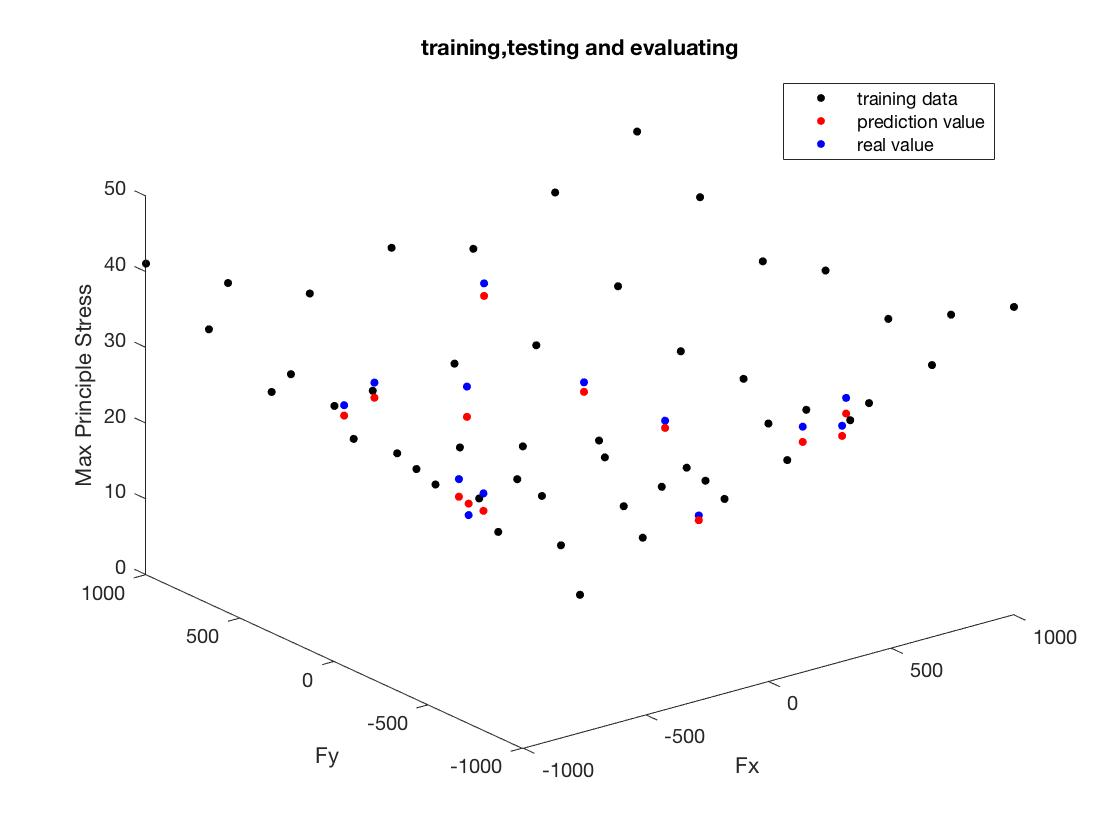 training,testing and evaluating
training data
prediction value
real value
Max Principle Stress
50
40
30
20
10
0
1000
500
0
-500
-1000
Fy
-1000
-500
0
500
1000
Fx